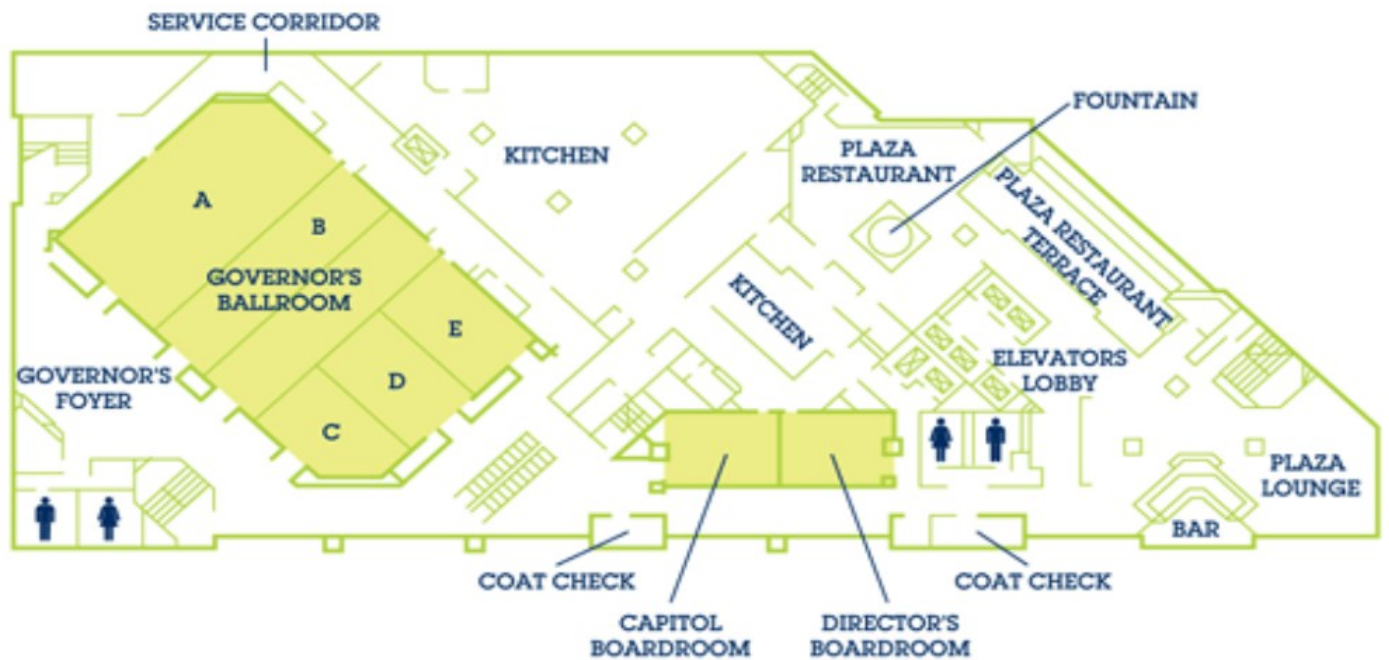 SERVICE CORRIDOR
FOUNTAIN
KITCHEN
PLAZA
RESTAURANT
PLAZA RESTAURANT
TERRACE
A
B
GOVERNOR'S
BALLROOM
KITCHEN
E
D
C
GOVERNOR'S
FOYER
ELEVATORS
LOBBY
PLAZA
LOUNGE
BAR
COAT CHECK
COAT CHECK
CAPITOL
BOARDROOM
DIRECTOR'S
BOARDROOM